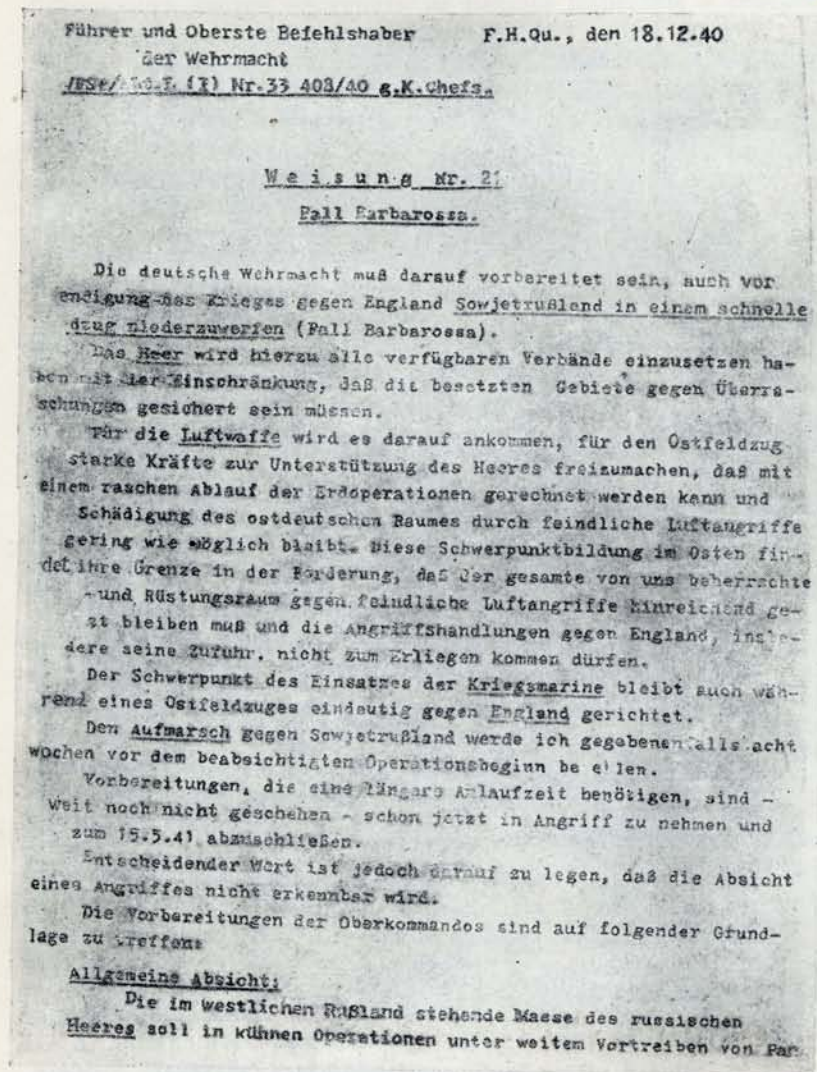 Führer und Oberste Befehlshaber F.H.Qu., den 18.12.40
der Wehrmacht
(I) Nr.33 408/40 g.K.Chefs.
Weisung Nr. 21
Fall Barbarossa.
Die deutsche Wehrmacht muß darauf vorbereitet sein, auch vor
endigung des Krieges gegen England Sowjetrußland in einem schnelle
dzug niederzuwerfen (Fall Barbarossa).
Das Heer wird hierzu alle verfügbaren Verbände einzusetzen ha-
ben mit der Einschränkung, daß die besetzten Gebiete gegen Überra-
schungen gesichert sein müssen.
Für die Luftwaffe wird es darauf ankommen, für den Ostfeldzug
starke Kräfte zur Unterstützung des Heeres freizumachen, daß mit
einem raschen Ablauf der Erdoperationen gerechnet werden kann und
Schädigung des ostdeutschen Raumes durch feindliche Luftangriffe
gering wie möglich bleibt. Diese Schwerpunktbildung im Osten fin-
det ihre Grenze in der Forderung, daß der gesamte von uns beherrschte
- und Rüstungsraum gegen feindliche Luftangriffe hinreichend ge-
zt bleiben muß und die Angriffshandlungen gegen England, insbe-
dere seine Zufuhr, nicht zum Erliegen kommen dürfen.
Der Schwerpunkt des Einsatzes der Kriegsmarine bleibt auch wäh-
rend eines Ostfeldzuges eindeutig gegen England gerichtet.
Den Aufmarsch gegen Sowjetrußland werde ich gegebenenfalls acht
wochen vor dem beabsichtigten Operationsbeginn befehlen.
Vorbereitungen, die eine längere Anlaufzeit benötigen, sind -
weit noch nicht geschehen - schon jetzt in Angriff zu nehmen und
zum 15.5.41 abzuschließen.
Entscheidender Wert ist jedoch darauf zu legen, daß die Absicht
eines Angriffes nicht erkennbar wird.
Die Vorbereitungen der Oberkommandos sind auf folgender Grund-
lage zu treffen:
Allgemeine Absicht:
Die im westlichen Rußland stehende Masse des russischen
Heeres soll in kühnen Operationen unter weitem Vortreiben von Pan